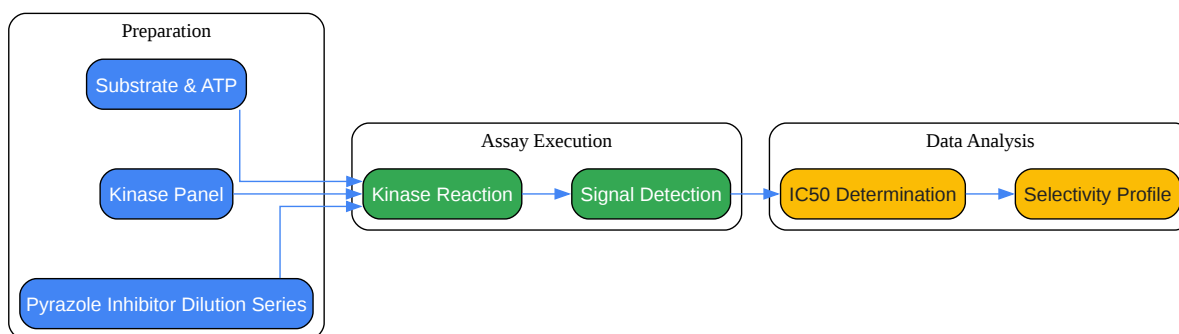 Preparation
Substrate & ATP
Kinase Panel
Pyrazole Inhibitor Dilution Series
Assay Execution
Kinase Reaction
Signal Detection
Data Analysis
IC50 Determination
Selectivity Profile